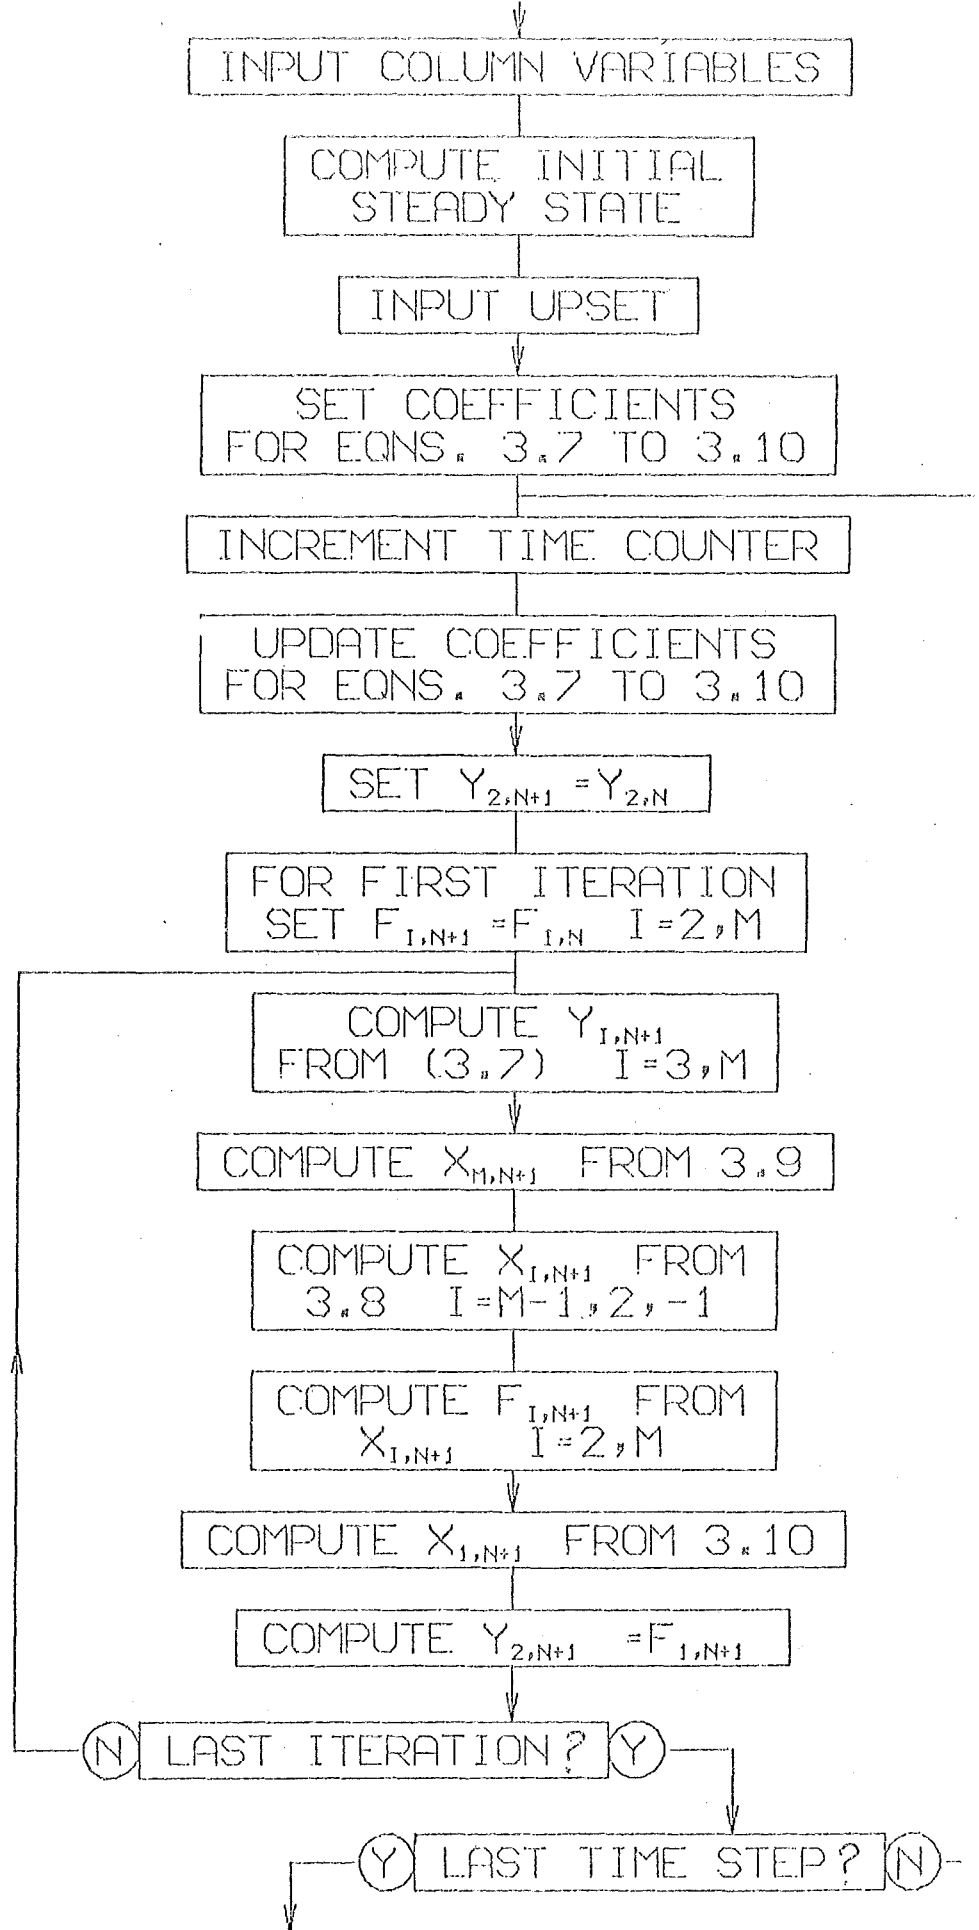 INPUT COLUMN VARIABLES
COMPUTE INITIAL
STEADY STATE
INPUT UPSET
SET COEFFICIENTS
FOR EQNS. 3.7 TO 3.10
INCREMENT TIME COUNTER
UPDATE COEFFICIENTS
FOR EQNS. 3.7 TO 3.10
SET Y2,N+1 =Y2,N
FOR FIRST ITERATION
SET FI,N+1 =FI,N I=2,M
COMPUTE YI,N+1
FROM (3.7) I=3,M
COMPUTE XM,N+1 FROM 3.9
COMPUTE XI,N+1 FROM
3.8 I=M-1,2,-1
COMPUTE FI,N+1 FROM
XI,N+1 I=2,M
COMPUTE X1,N+1 FROM 3.10
COMPUTE Y2,N+1 =F1,N+1
N LAST ITERATION? Y
Y LAST TIME STEP? N